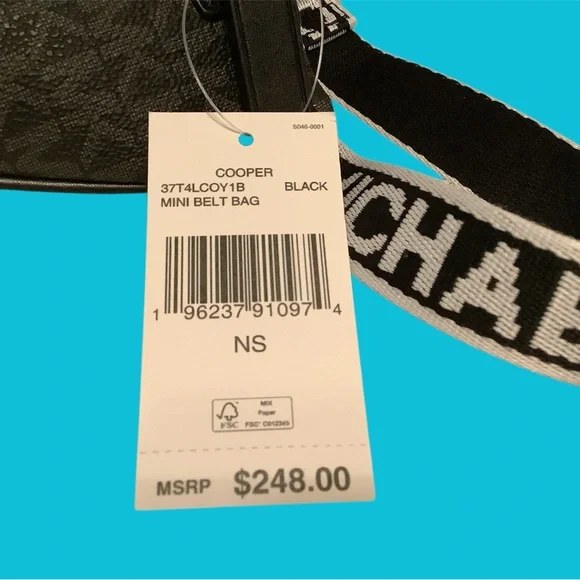 S046-0001
COOPER
37T4LCOY1B BLACK
MINI BELT BAG
1 96237 91097 4
NS
FSC
MIX
Paper
FSC® C012345
MSRP $248.00
ICHAE